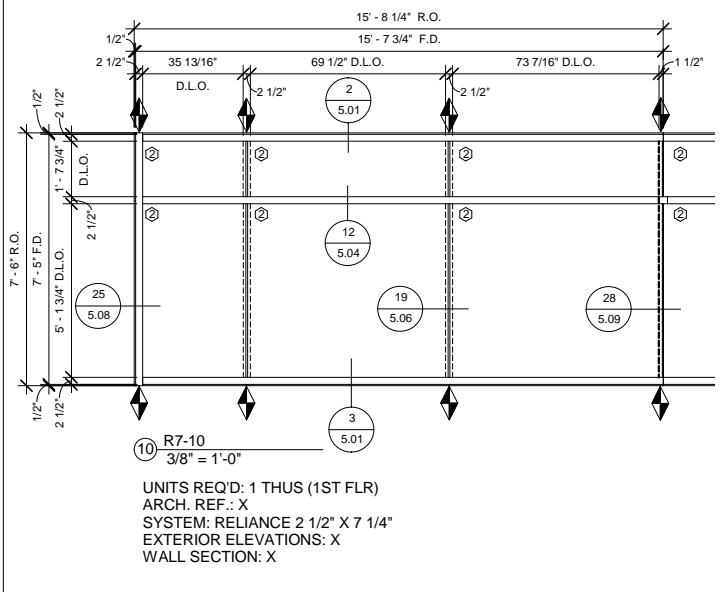 15' - 8 1/4" R.O.
1/2"
15' - 7 3/4" F.D.
2 1/2"
35 13/16"
D.L.O.
69 1/2" D.L.O.
73 7/16" D.L.O.
1 1/2"
2 1/2"
2 1/2"
2
5.01
1/2"
2 1/2"
1' - 7 3/4"
D.L.O.
2 1/2"
5' - 1 3/4" D.L.O.
7' - 5" F.D.
7' - 6" R.O.
1/2"
2 1/2"
2
2
2
2
2
2
2
2
12
5.04
25
5.08
19
5.06
28
5.09
3
5.01
10 R7-10
3/8" = 1'-0"
UNITS REQ'D: 1 THUS (1ST FLR)
ARCH. REF.: X
SYSTEM: RELIANCE 2 1/2" X 7 1/4"
EXTERIOR ELEVATIONS: X
WALL SECTION: X